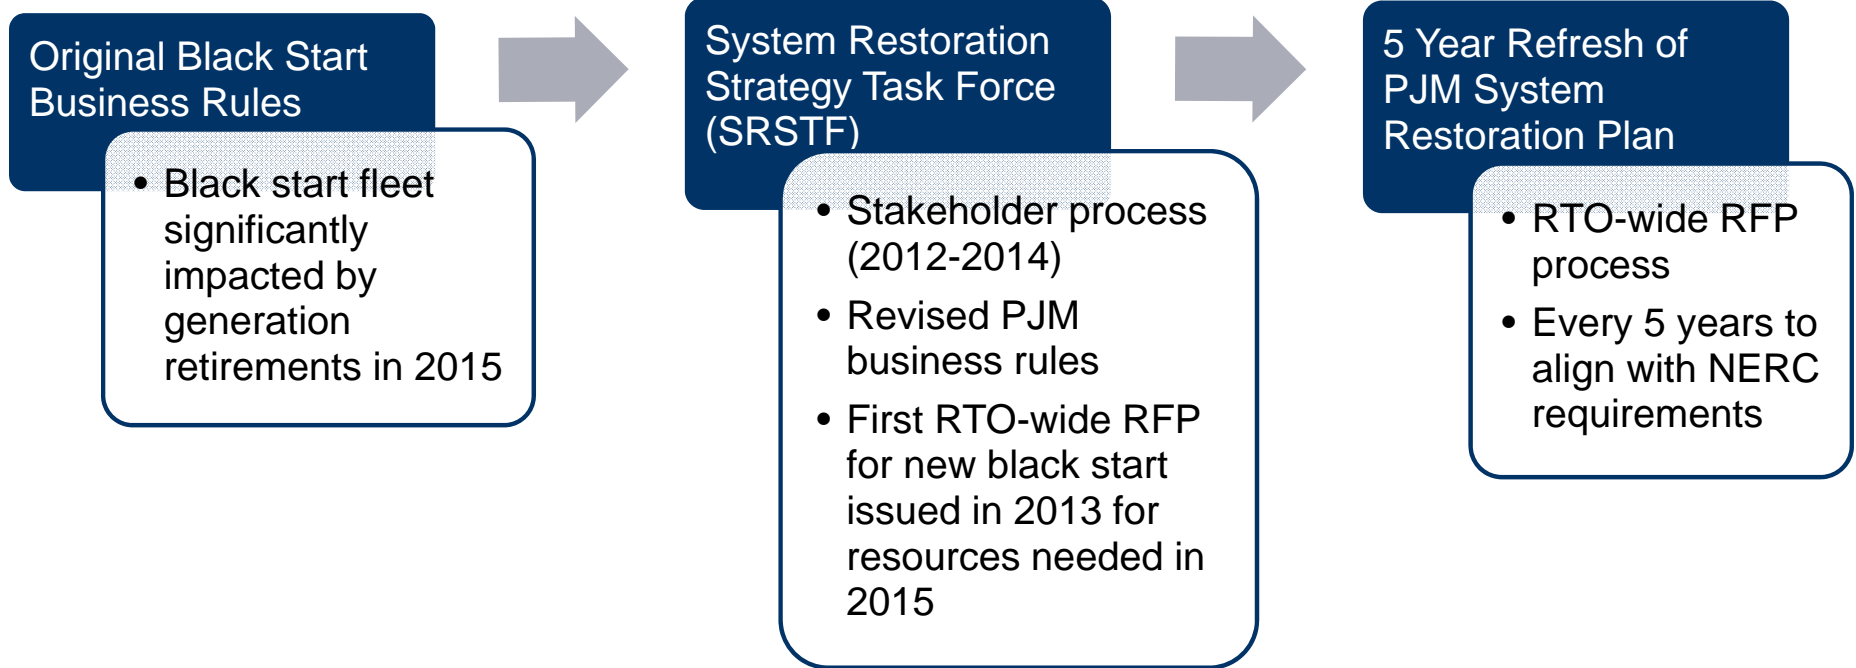 Original Black Start
Business Rules
• Black start fleet
significantly
impacted by
generation
retirements in 2015
System Restoration
Strategy Task Force
(SRSTF)
• Stakeholder process
(2012-2014)
• Revised PJM
business rules
• First RTO-wide RFP
for new black start
issued in 2013 for
resources needed in
2015
5 Year Refresh of
PJM System
Restoration Plan
• RTO-wide RFP
process
• Every 5 years to
align with NERC
requirements